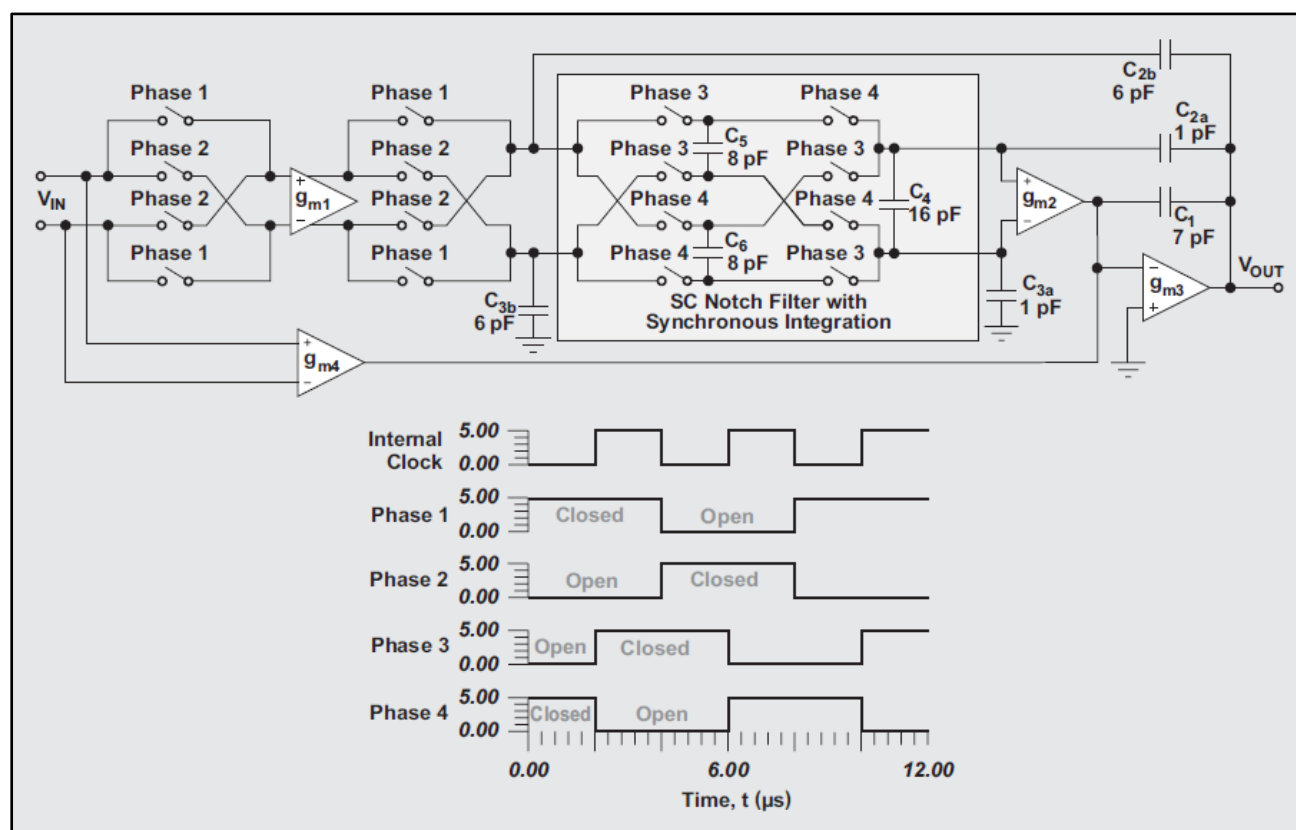 C2b
6 pF
Phase 1
Phase 1
Phase 3
Phase 4
C2a
1 pF
Phase 2
Phase 2
Phase 3
C5
8 pF
Phase 3
VIN
+
gm1
−
+
gm2
−
C4
16 pF
Phase 2
Phase 2
Phase 4
Phase 4
C1
7 pF
Phase 1
Phase 1
Phase 4
C6
8 pF
Phase 3
VOUT
−
gm3
+
C3b
6 pF
SC Notch Filter with
Synchronous Integration
C3a
1 pF
+
gm4
−
Internal
Clock
5.00
0.00
Phase 1
5.00
0.00
Closed
Open
Phase 2
5.00
0.00
Open
Closed
Phase 3
5.00
0.00
Open
Closed
Phase 4
5.00
0.00
Closed
Open
0.00
6.00
12.00
Time, t (µs)